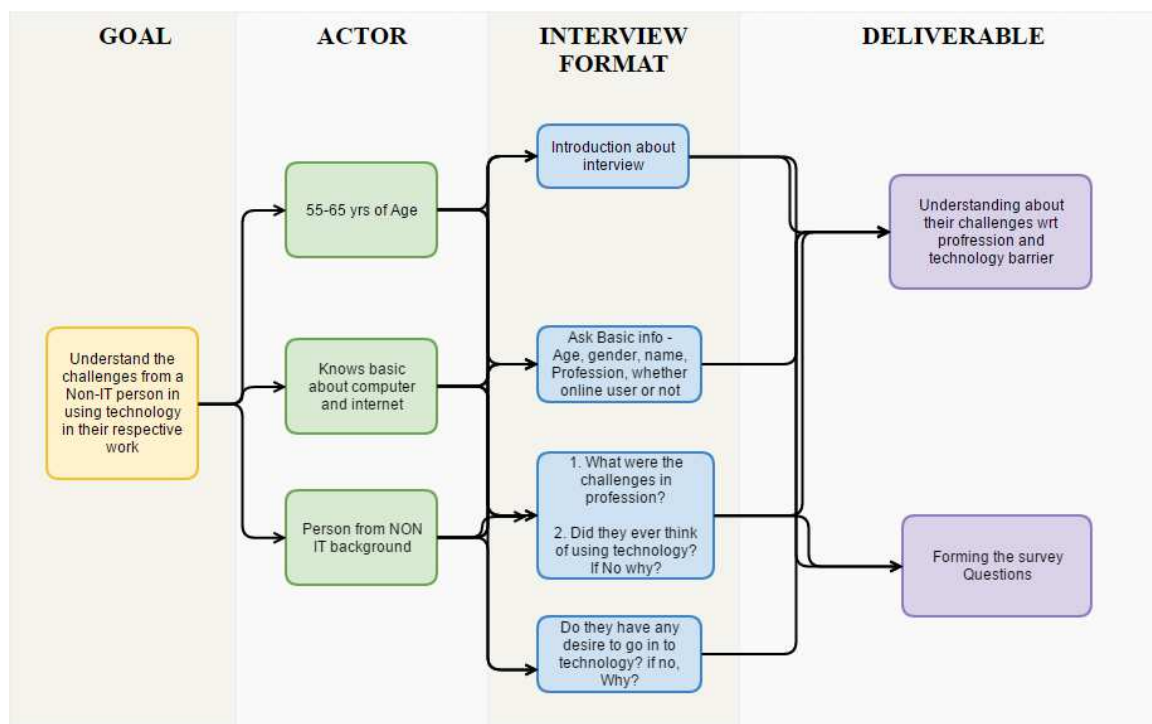 GOAL
ACTOR
INTERVIEW
FORMAT
DELIVERABLE
Understand the
challenges from a
Non-IT person in
using technology
in their respective
work
55-65 yrs of Age
Knows basic
about computer
and internet
Person from NON
IT background
Introduction about
interview
Ask Basic info -
Age, gender, name,
Profession, whether
online user or not
1. What were the
challenges in
profession?
2. Did they ever think
of using technology?
If No why?
Do they have any
desire to go in to
technology? if no,
Why?
Understanding about
their challenges wrt
profression and
technology barrier
Forming the survey
Questions